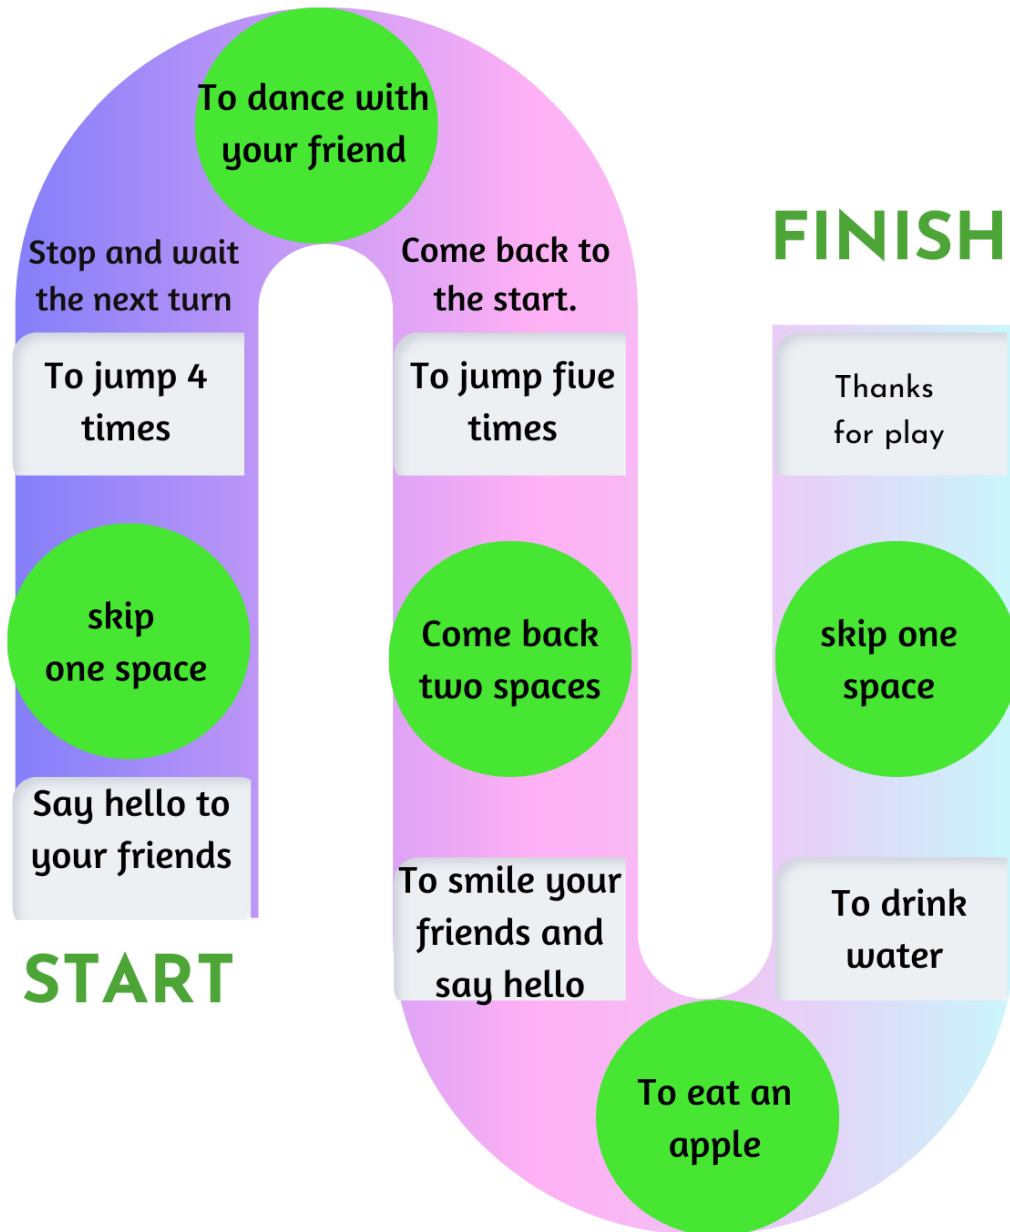 START
Say hello to
your friends
skip
one space
To jump 4
times
Stop and wait
the next turn
To dance with
your friend
Come back to
the start.
To jump five
times
Come back
two spaces
To smile your
friends and
say hello
To eat an
apple
To drink
water
skip one
space
Thanks
for play
FINISH